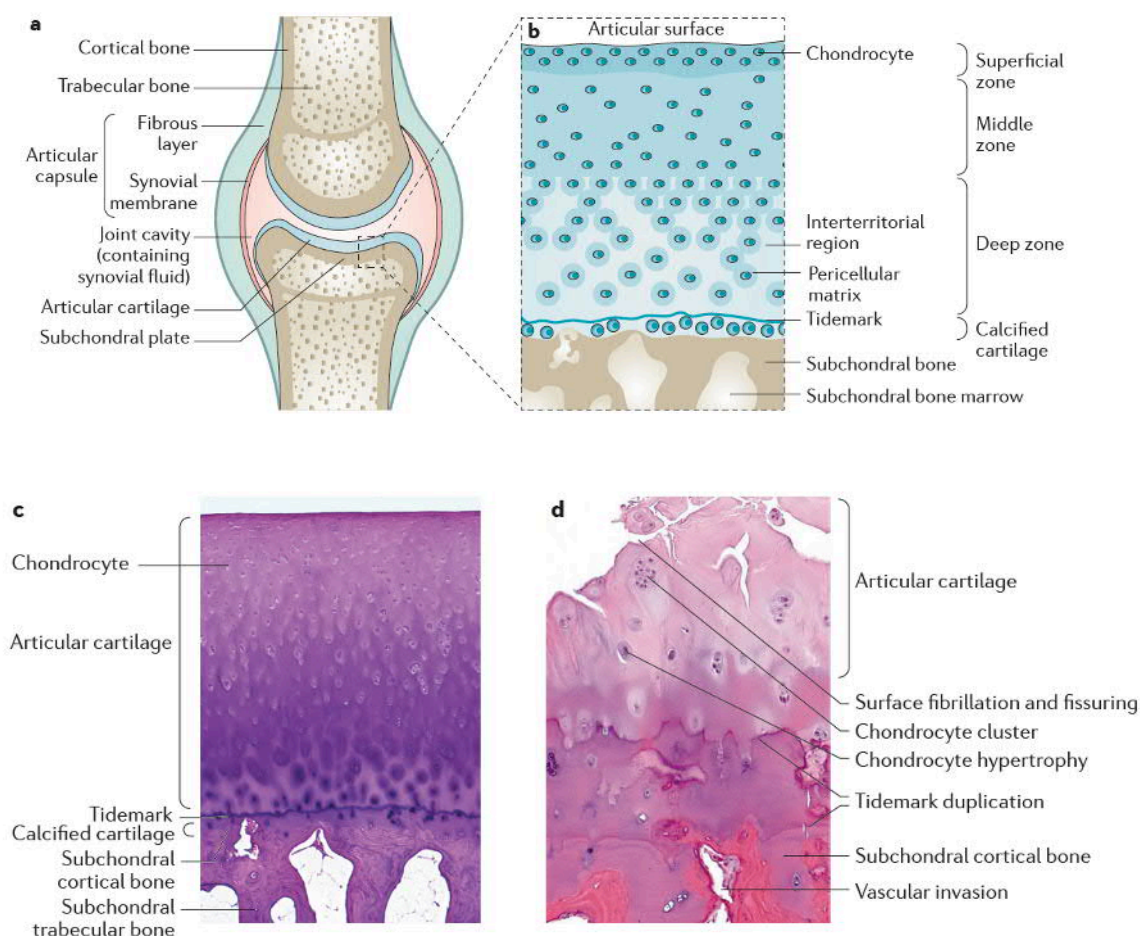 a
Cortical bone
Trabecular bone
Articular
capsule
Fibrous
layer
Synovial
membrane
Joint cavity
(containing
synovial fluid)
Articular cartilage
Subchondral plate
b
Articular surface
Chondrocyte
Interterritorial
region
Pericellular
matrix
Tidemark
Subchondral bone
Subchondral bone marrow
Superficial
zone
Middle
zone
Deep zone
Calcified
cartilage
c
Chondrocyte
Articular cartilage
Tidemark
Calcified cartilage
Subchondral
cortical bone
Subchondral
trabecular bone
d
Articular cartilage
Surface fibrillation and fissuring
Chondrocyte cluster
Chondrocyte hypertrophy
Tidemark duplication
Subchondral cortical bone
Vascular invasion